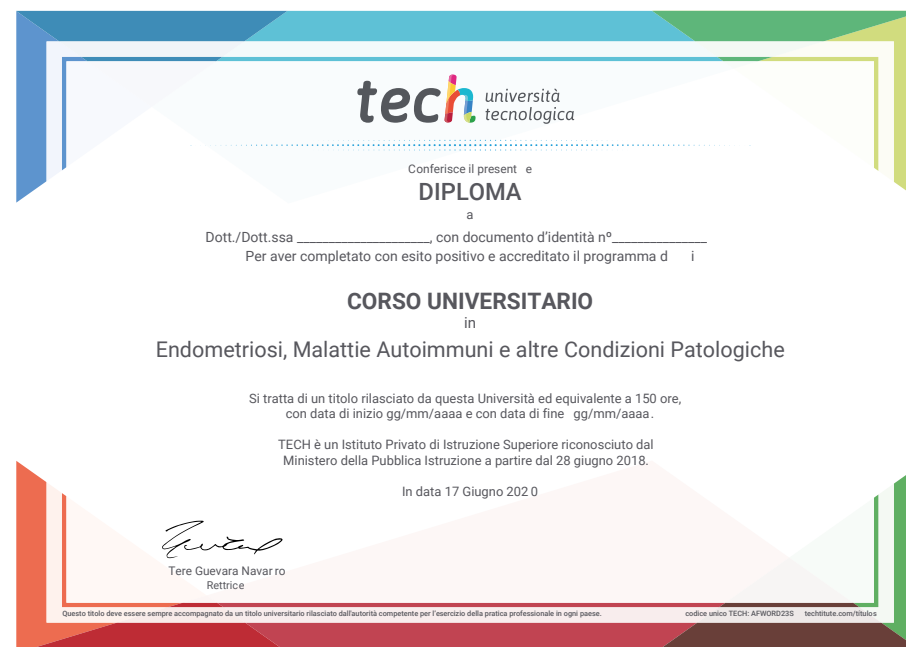 tech università
tecnologica
Conferisce il present e
DIPLOMA
a
Dott./Dott.ssa ____________________, con documento d'identità nº______________
Per aver completato con esito positivo e accreditato il programma d i
CORSO UNIVERSITARIO
in
Endometriosi, Malattie Autoimmuni e altre Condizioni Patologiche
Si tratta di un titolo rilasciato da questa Università ed equivalente a 150 ore,
con data di inizio gg/mm/aaaa e con data di fine gg/mm/aaaa.
TECH è un Istituto Privato di Istruzione Superiore riconosciuto dal
Ministero della Pubblica Istruzione a partire dal 28 giugno 2018.
In data 17 Giugno 2020
Tere Guevara Navarro
Rettrice
Questo titolo deve essere sempre accompagnato da un titolo universitario rilasciato dall'autorità competente per l'esercizio della pratica professionale in ogni paese. codice unico TECH: AFWORD23S techtitute.com/titulos